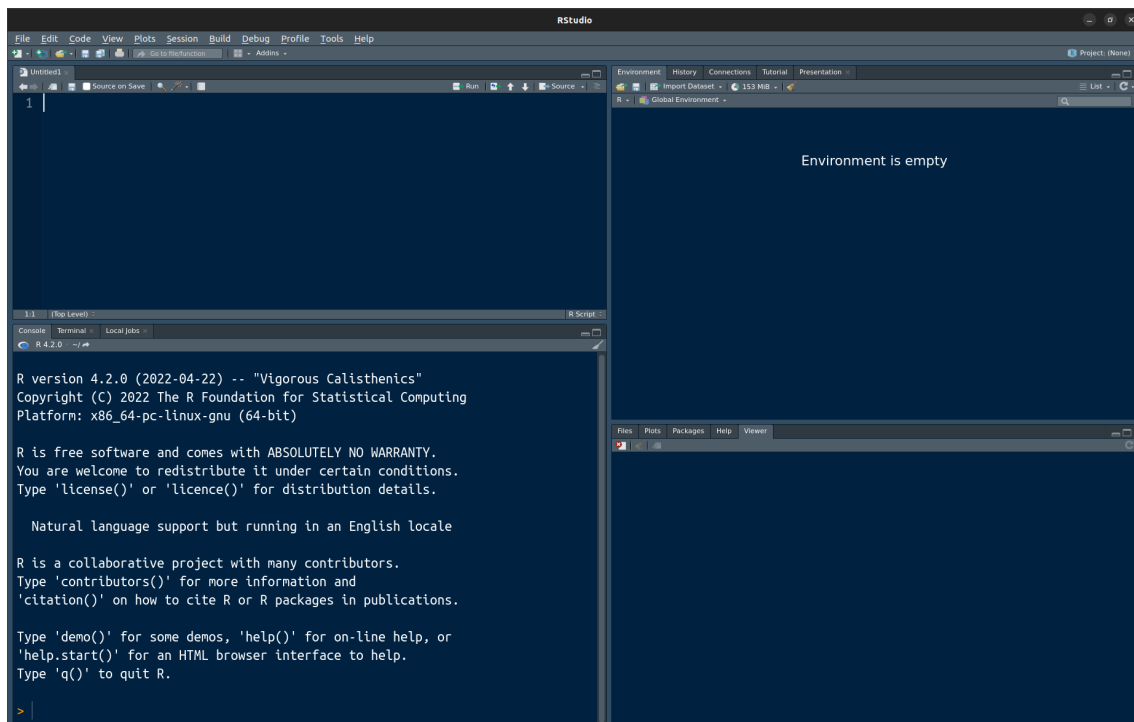 RStudio
File Edit Code View Plots Session Build Debug Profile Tools Help
Go to file/function Addins Project: (None)
Untitled1
Source on Save Run Source
1
1:1 (Top Level) R Script
Console Terminal Local Jobs
R 4.2.0 · ~/
R version 4.2.0 (2022-04-22) -- "Vigorous Calisthenics"
Copyright (C) 2022 The R Foundation for Statistical Computing
Platform: x86_64-pc-linux-gnu (64-bit)
R is free software and comes with ABSOLUTELY NO WARRANTY.
You are welcome to redistribute it under certain conditions.
Type 'license()' or 'licence()' for distribution details.
Natural language support but running in an English locale
R is a collaborative project with many contributors.
Type 'contributors()' for more information and
'citation()' on how to cite R or R packages in publications.
Type 'demo()' for some demos, 'help()' for on-line help, or
'help.start()' for an HTML browser interface to help.
Type 'q()' to quit R.
>
Environment History Connections Tutorial Presentation
Import Dataset 153 MiB List
R Global Environment
Environment is empty
Files Plots Packages Help Viewer